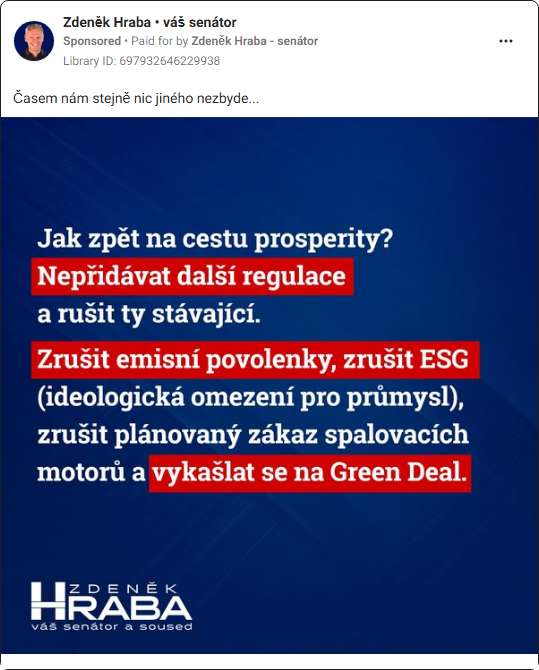 Zdeněk Hraba • váš senátor
Sponsored • Paid for by Zdeněk Hraba - senátor
Library ID: 697932646229938
Časem nám stejně nic jiného nezbyde...
Jak zpět na cestu prosperity?
Nepřidávat další regulace
a rušit ty stávající.
Zrušit emisní povolenky, zrušit ESG
(ideologická omezení pro průmysl),
zrušit plánovaný zákaz spalovacích
motorů a vykašlat se na Green Deal.
ZDENĚK
HRABA
váš senátor a soused